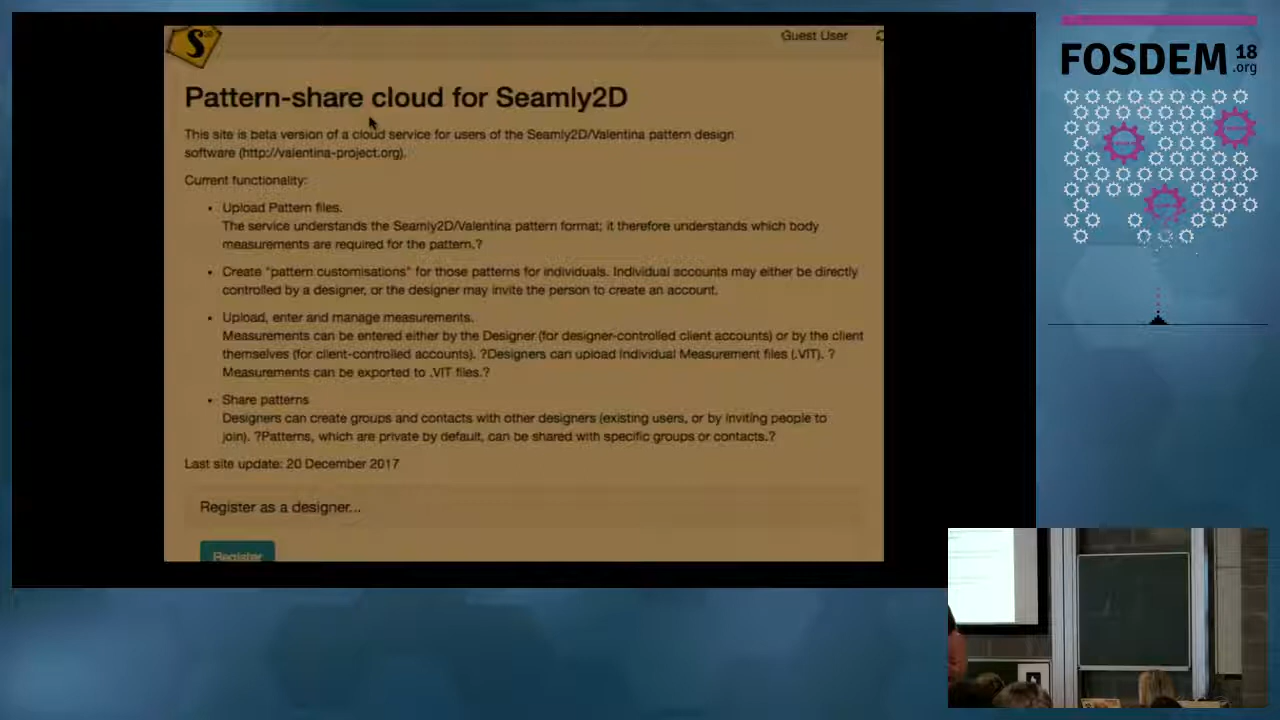 S
Guest User
Pattern-share cloud for Seamly2D
This site is beta version of a cloud service for users of the Seamly2D/Valentina pattern design
software (http://valentina-project.org).
Current functionality:
Upload Pattern files.
The service understands the Seamly2D/Valentina pattern format; it therefore understands which body
measurements are required for the pattern.?
Create "pattern customisations" for those patterns for individuals. Individual accounts may either be directly
controlled by a designer, or the designer may invite the person to create an account.
Upload, enter and manage measurements.
Measurements can be entered either by the Designer (for designer-controlled client accounts) or by the client
themselves (for client-controlled accounts). ?Designers can upload Individual Measurement files (.VIT). ?
Measurements can be exported to .VIT files.?
Share patterns
Designers can create groups and contacts with other designers (existing users, or by inviting people to
join). ?Patterns, which are private by default, can be shared with specific groups or contacts.?
Last site update: 20 December 2017
Register as a designer...
Register
FOSDEM 18
.org